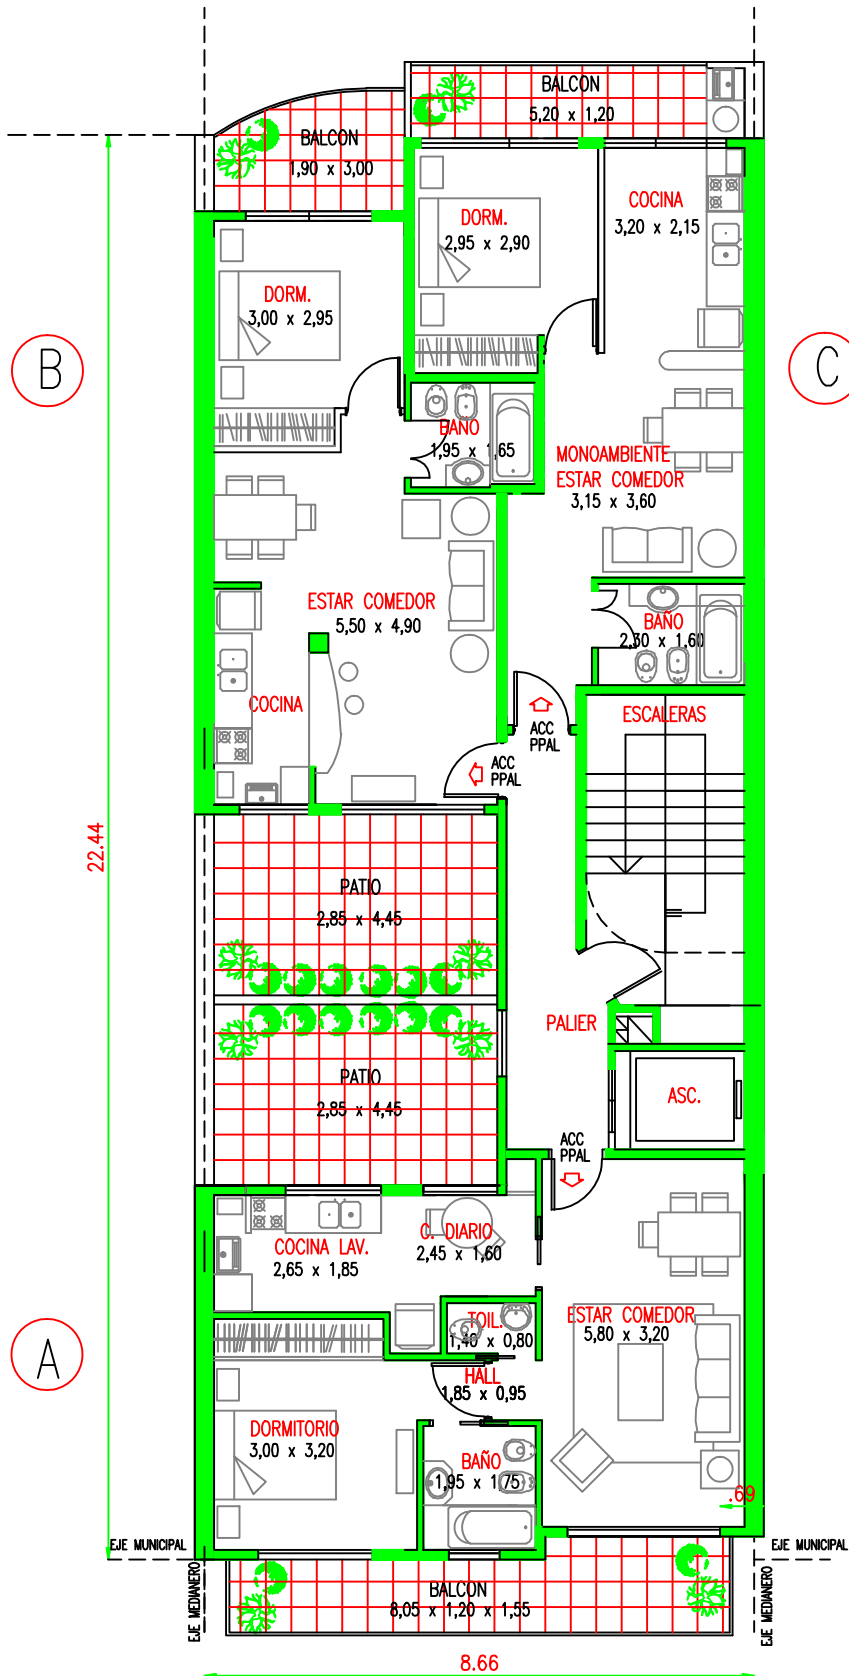 BALCON
5,20 x 1,20
BALCON
1,90 x 3,00
COCINA
3,20 x 2,15
DORM.
2,95 x 2,90
DORM.
3,00 x 2,95
B
C
BAÑO
1,95 x 1,65
MONOAMBIENTE
ESTAR COMEDOR
3,15 x 3,60
ESTAR COMEDOR
5,50 x 4,90
BAÑO
2,30 x 1,60
COCINA
ESCALERAS
ACC
PPAL
ACC
PPAL
22.44
PATIO
2,85 x 4,45
PALIER
PATIO
2,85 x 4,45
ASC.
ACC
PPAL
C. DIARIO
2,45 x 1,60
COCINA LAV.
2,65 x 1,85
TOIL.
1,40 x 0,80
ESTAR COMEDOR
5,80 x 3,20
A
HALL
1,85 x 0,95
DORMITORIO
3,00 x 3,20
BAÑO
1,95 x 1,75
.69
EJE MUNICIPAL
EJE MUNICIPAL
EJE MEDIANERO
EJE MEDIANERO
BALCON
8,05 x 1,20 x 1,55
8.66